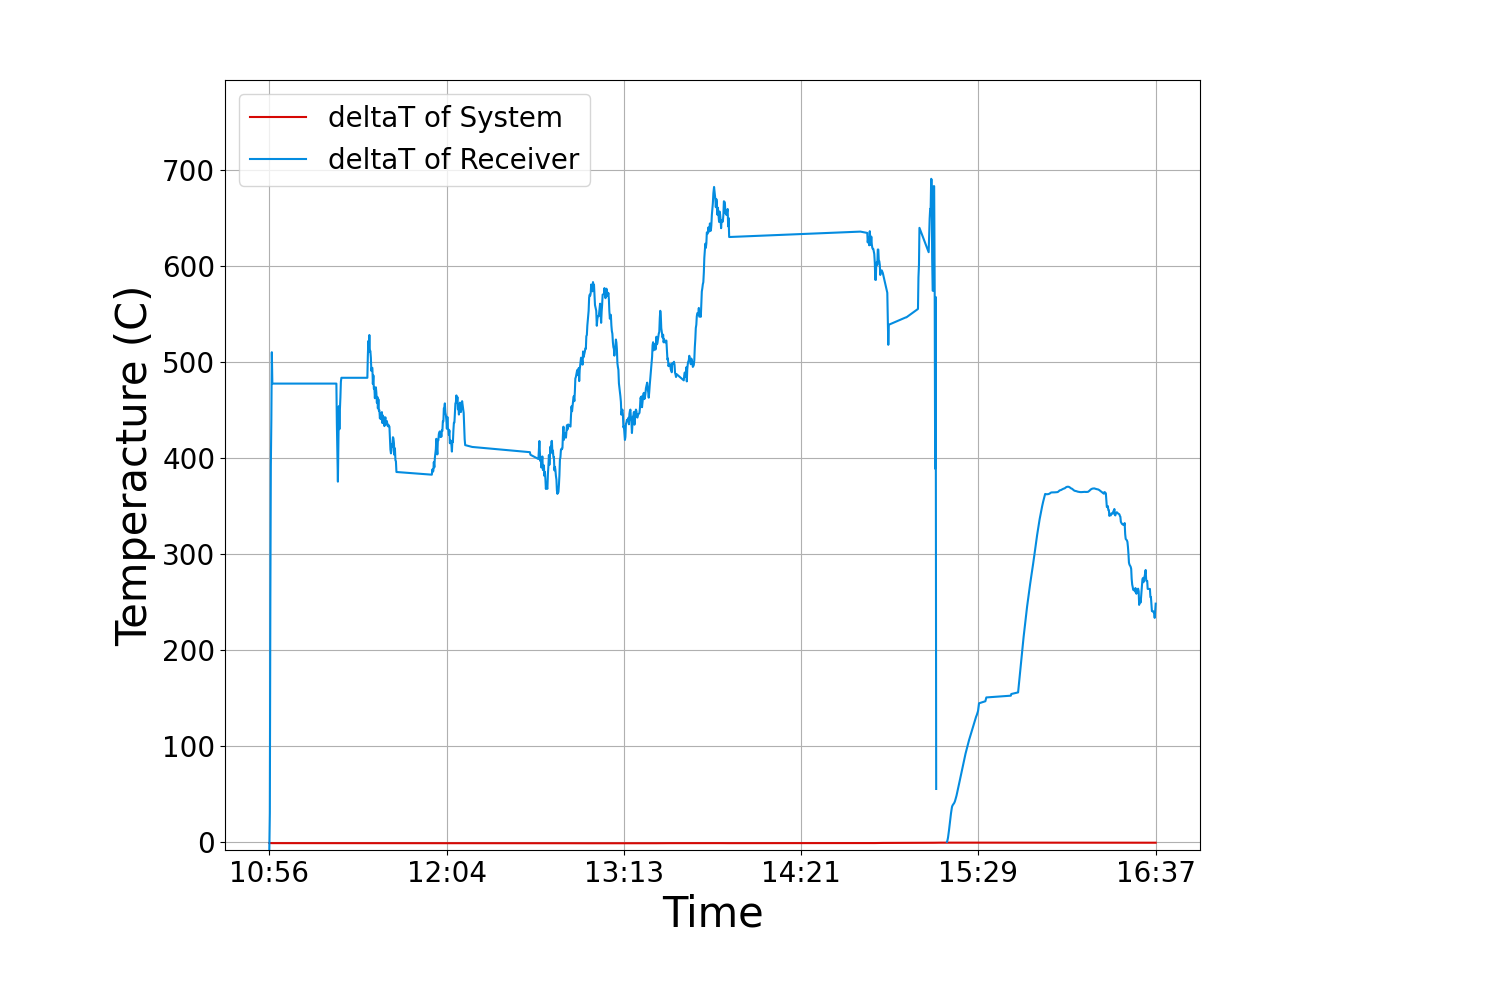 deltaT of System
deltaT of Receiver
700
600
500
400
300
200
100
0
Temperacture (C)
10:56 12:04 13:13 14:21 15:29 16:37
Time